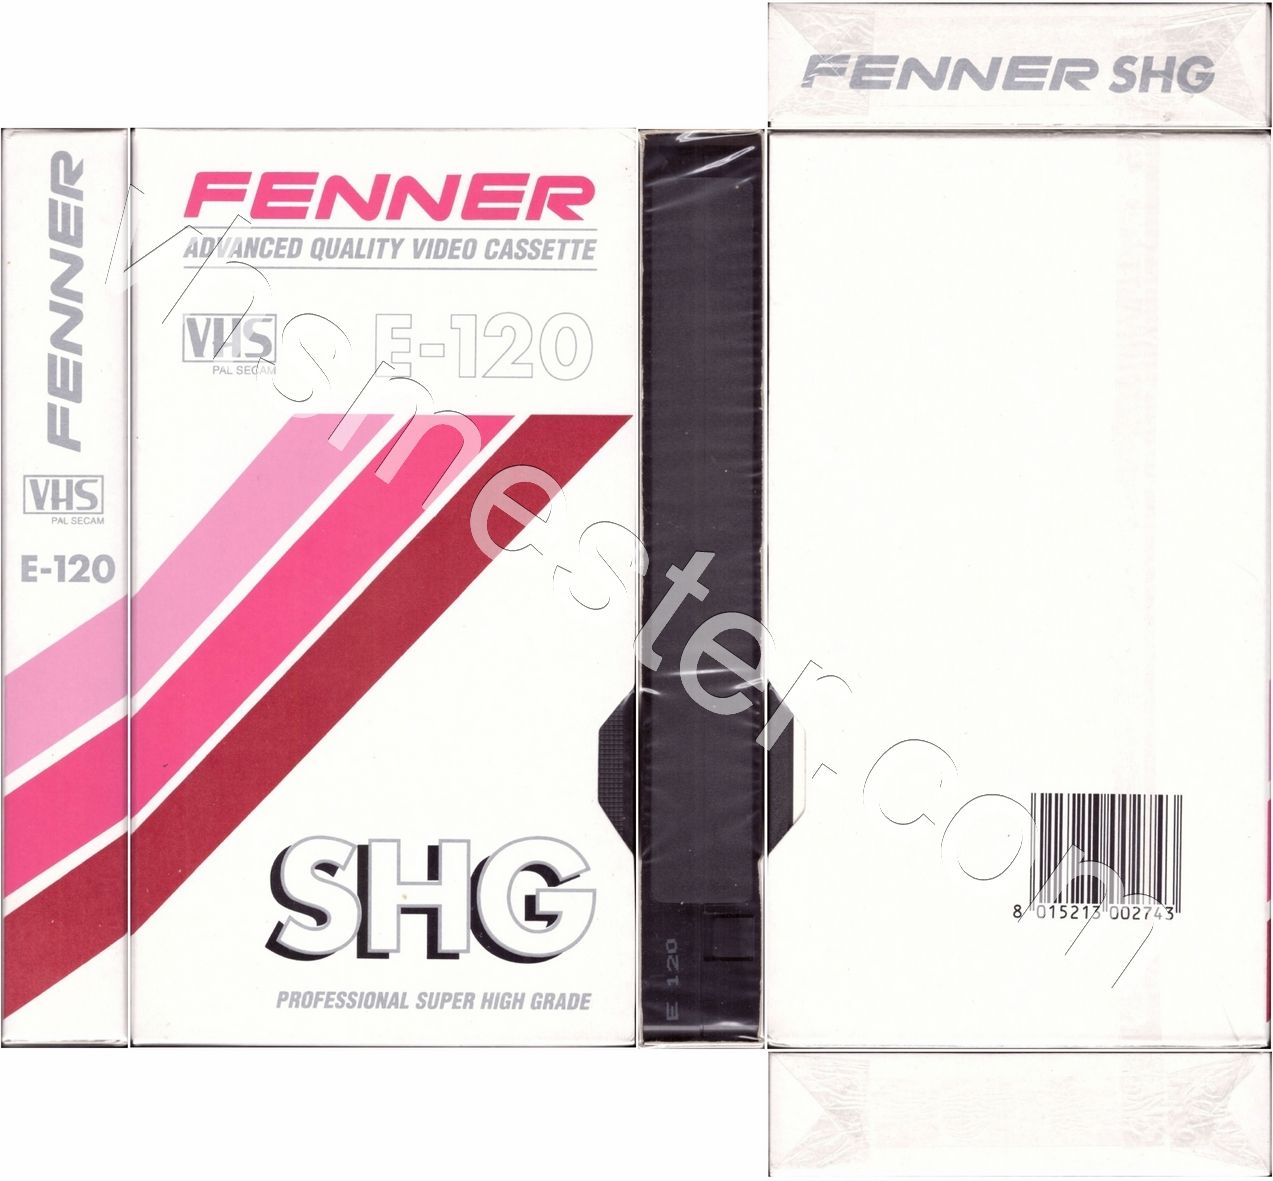 FENNER SHG
FENNER
VHS
PAL SECAM
E-120
FENNER
ADVANCED QUALITY VIDEO CASSETTE
VHS
PAL SECAM
E-120
SHG
PROFESSIONAL SUPER HIGH GRADE
E 120
8 015213 002743
vhsmester.com